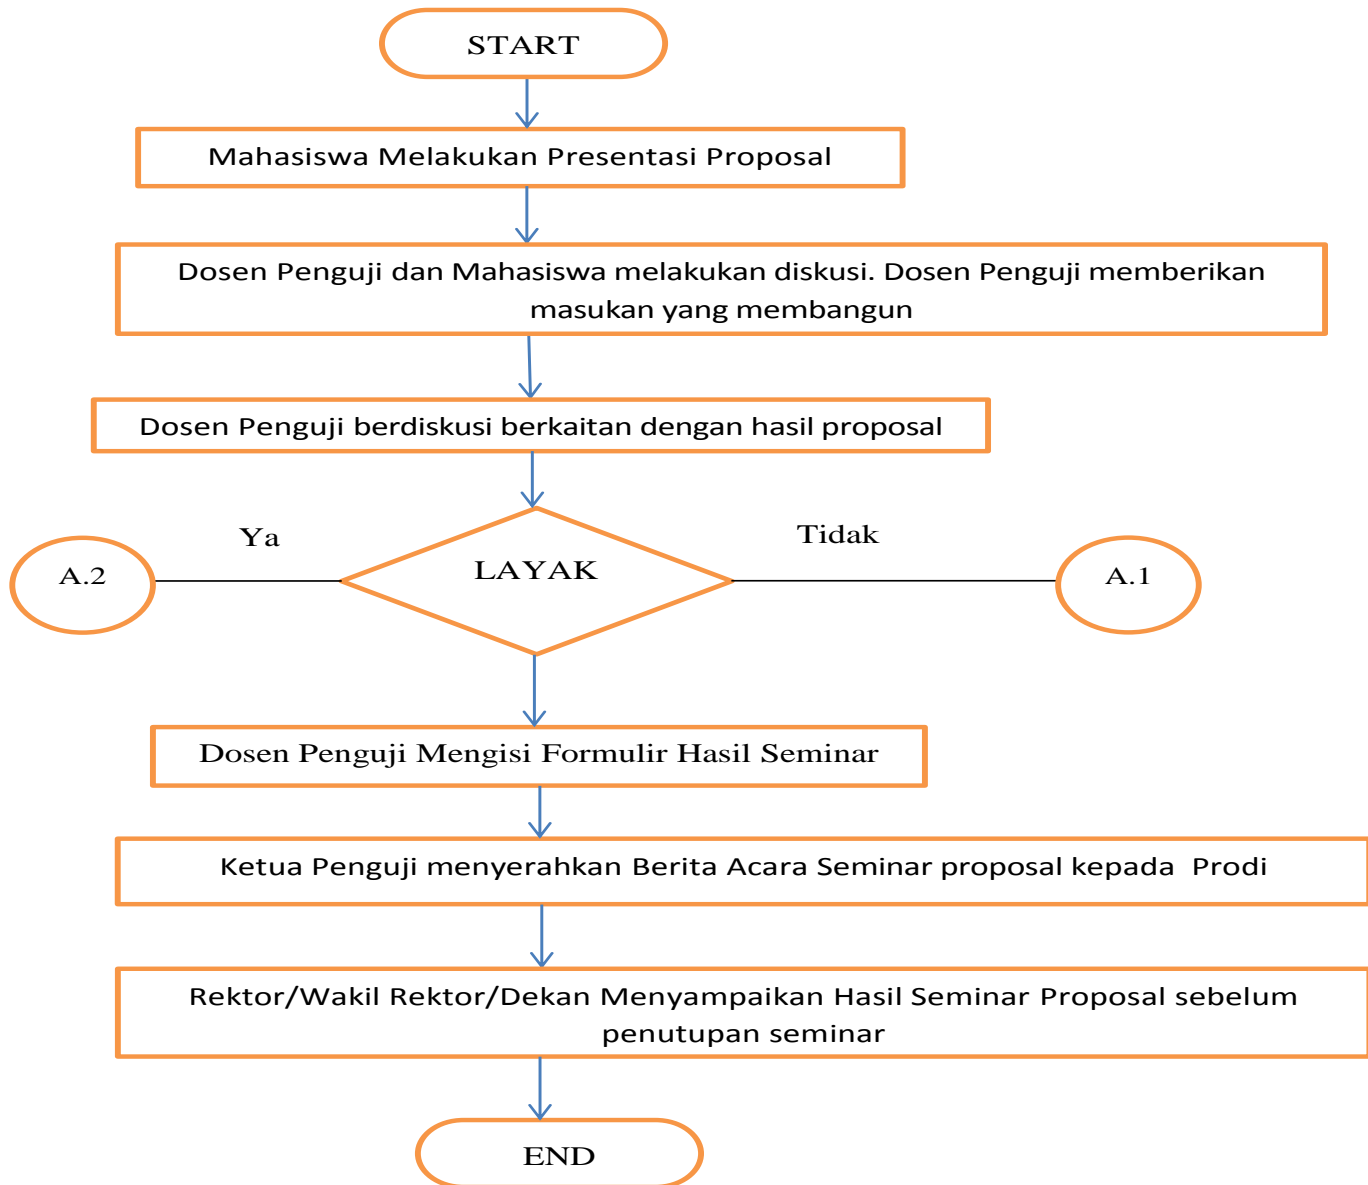 START
Mahasiswa Melakukan Presentasi Proposal
Dosen Penguji dan Mahasiswa melakukan diskusi. Dosen Penguji memberikan
masukan yang membangun
Dosen Penguji berdiskusi berkaitan dengan hasil proposal
Ya
Tidak
A.2
LAYAK
A.1
Dosen Penguji Mengisi Formulir Hasil Seminar
Ketua Penguji menyerahkan Berita Acara Seminar proposal kepada Prodi
Rektor/Wakil Rektor/Dekan Menyampaikan Hasil Seminar Proposal sebelum
penutupan seminar
END